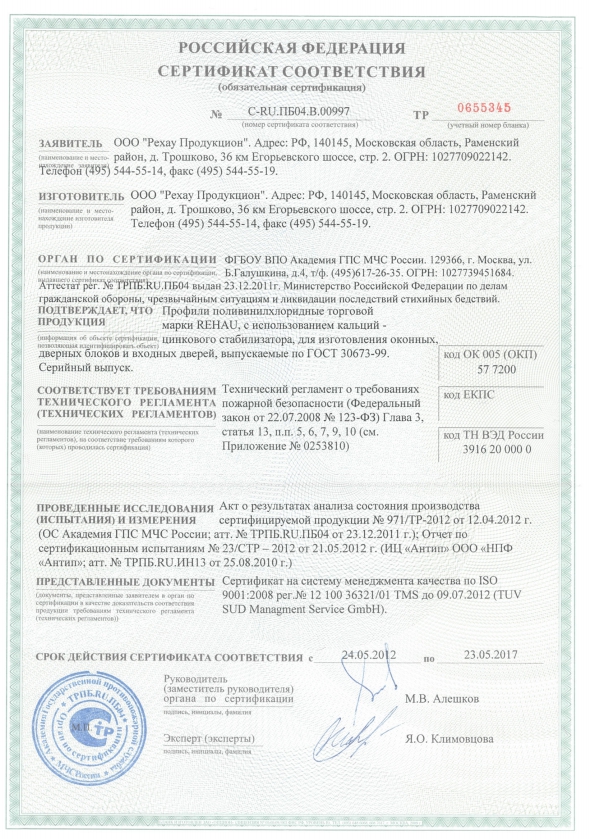 РОССИЙСКАЯ ФЕДЕРАЦИЯ
СЕРТИФИКАТ СООТВЕТСТВИЯ
(обязательная сертификация)
№ C-RU.ПБ04.В.00997 ТР 0655345
(номер сертификата соответствия) (учетный номер бланка)
ЗАЯВИТЕЛЬ ООО "Рехау Продукцион". Адрес: РФ, 140145, Московская область, Раменский
(наименование и место-
нахождение заявителя) район, д. Трошково, 36 км Егорьевского шоссе, стр. 2. ОГРН: 1027709022142.
Телефон (495) 544-55-14, факс (495) 544-55-19.
ИЗГОТОВИТЕЛЬ ООО "Рехау Продукцион". Адрес: РФ, 140145, Московская область, Раменский
(наименование и место-
нахождение изготовителя
продукции)
район, д. Трошково, 36 км Егорьевского шоссе, стр. 2. ОГРН: 1027709022142.
Телефон (495) 544-55-14, факс (495) 544-55-19.
ОРГАН ПО СЕРТИФИКАЦИИ ФГБОУ ВПО Академия ГПС МЧС России. 129366, г. Москва, ул.
(наименование и местонахождение органа по сертификации,
выдавшего сертификат соответствия) Б.Галушкина, д.4, т/ф. (495)617-26-35. ОГРН: 1027739451684.
Аттестат рег. № ТРПБ.RU.ПБ04 выдан 23.12.2011г. Министерство Российской Федерации по делам
гражданской обороны, чрезвычайным ситуациям и ликвидации последствий стихийных бедствий.
ПОДТВЕРЖДАЕТ, ЧТО
ПРОДУКЦИЯ
(информация об объекте сертификации,
позволяющая идентифицировать объект)
Профили поливинилхлоридные торговой
марки REHAU, с использованием кальций -
цинкового стабилизатора, для изготовления оконных,
дверных блоков и входных дверей, выпускаемые по ГОСТ 30673-99.
Серийный выпуск.
код ОК 005 (ОКП)
57 7200
СООТВЕТСТВУЕТ ТРЕБОВАНИЯМ
ТЕХНИЧЕСКОГО РЕГЛАМЕНТА
(ТЕХНИЧЕСКИХ РЕГЛАМЕНТОВ)
(наименование технического регламента (технических
регламентов), на соответствие требованиям которого
(которых) проводилась сертификация)
Технический регламент о требованиях
пожарной безопасности (Федеральный
закон от 22.07.2008 № 123-ФЗ) Глава 3,
статья 13, п.п. 5, 6, 7, 9, 10 (см.
Приложение № 0253810)
код ЕКПС
код ТН ВЭД России
3916 20 000 0
ПРОВЕДЕННЫЕ ИССЛЕДОВАНИЯ
(ИСПЫТАНИЯ) И ИЗМЕРЕНИЯ
Акт о результатах анализа состояния производства
сертифицируемой продукции № 971/ТР-2012 от 12.04.2012 г.
(ОС Академия ГПС МЧС России; атт. № ТРПБ.RU.ПБ04 от 23.12.2011 г.); Отчет по
сертификационным испытаниям № 23/СТР – 2012 от 21.05.2012 г. (ИЦ «Антип» ООО «НПФ
«Антип»; атт. № ТРПБ.RU.ИН13 от 25.08.2010 г.)
ПРЕДСТАВЛЕННЫЕ ДОКУМЕНТЫ
(документы, представленные заявителем в орган по
сертификации в качестве доказательств соответствия
продукции требованиям технического регламента
(технических регламентов))
Сертификат на систему менеджмента качества по ISO
9001:2008 рег.№ 12 100 36321/01 TMS до 09.07.2012 (TUV
SUD Managment Service GmbH).
СРОК ДЕЙСТВИЯ СЕРТИФИКАТА СООТВЕТСТВИЯ с 24.05.2012 по 23.05.2017
Руководитель
(заместитель руководителя)
органа по сертификации М.В. Алешков
подпись, инициалы, фамилия
Эксперт (эксперты) Я.О. Климовцова
подпись, инициалы, фамилия
Академия Государственной противопожарной службы
МЧС России
ТРПБ.RU.ПБ04
Орган по сертификации
М.П.